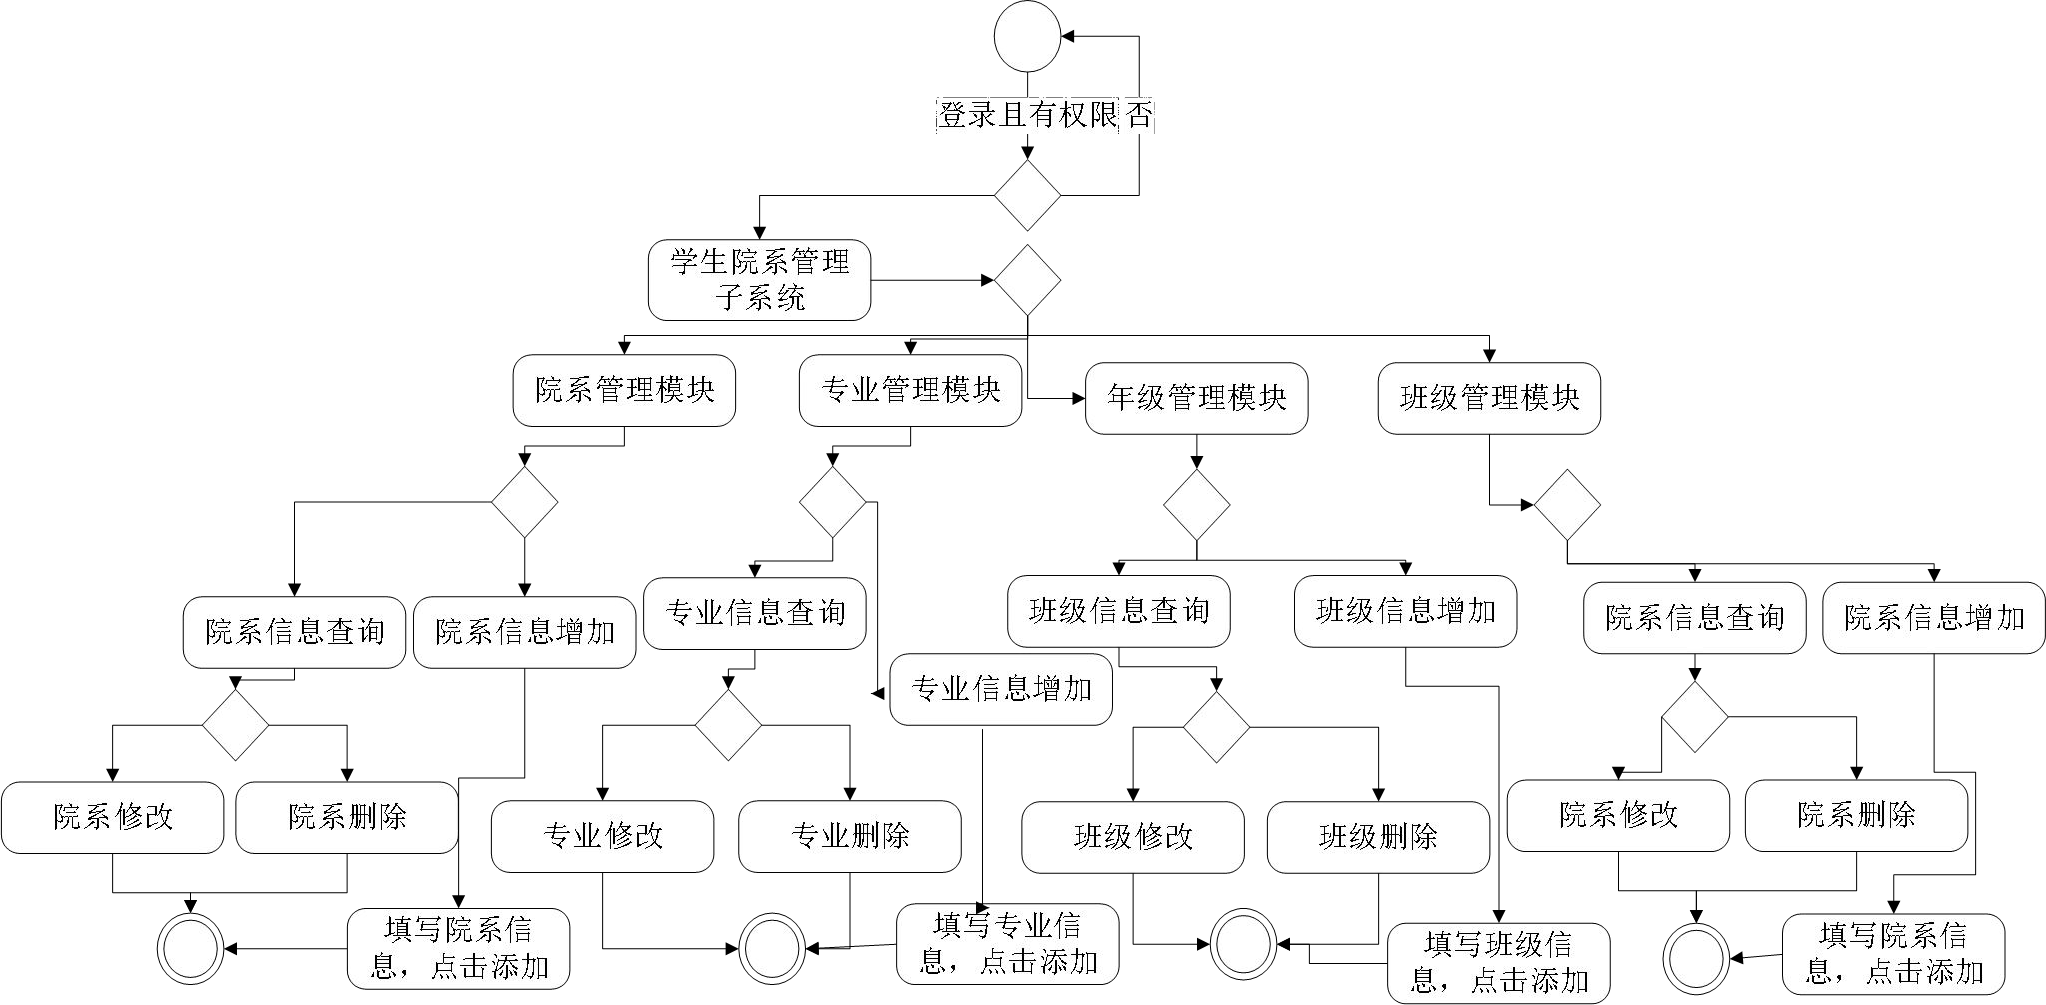 登录且有权限
否
学生院系管理
子系统
院系管理模块
专业管理模块
年级管理模块
班级管理模块
院系信息查询
院系信息增加
专业信息查询
专业信息增加
班级信息查询
班级信息增加
院系信息查询
院系信息增加
院系修改
院系删除
专业修改
专业删除
班级修改
班级删除
院系修改
院系删除
填写院系信
息，点击添加
填写专业信
息，点击添加
填写班级信
息，点击添加
填写院系信
息，点击添加